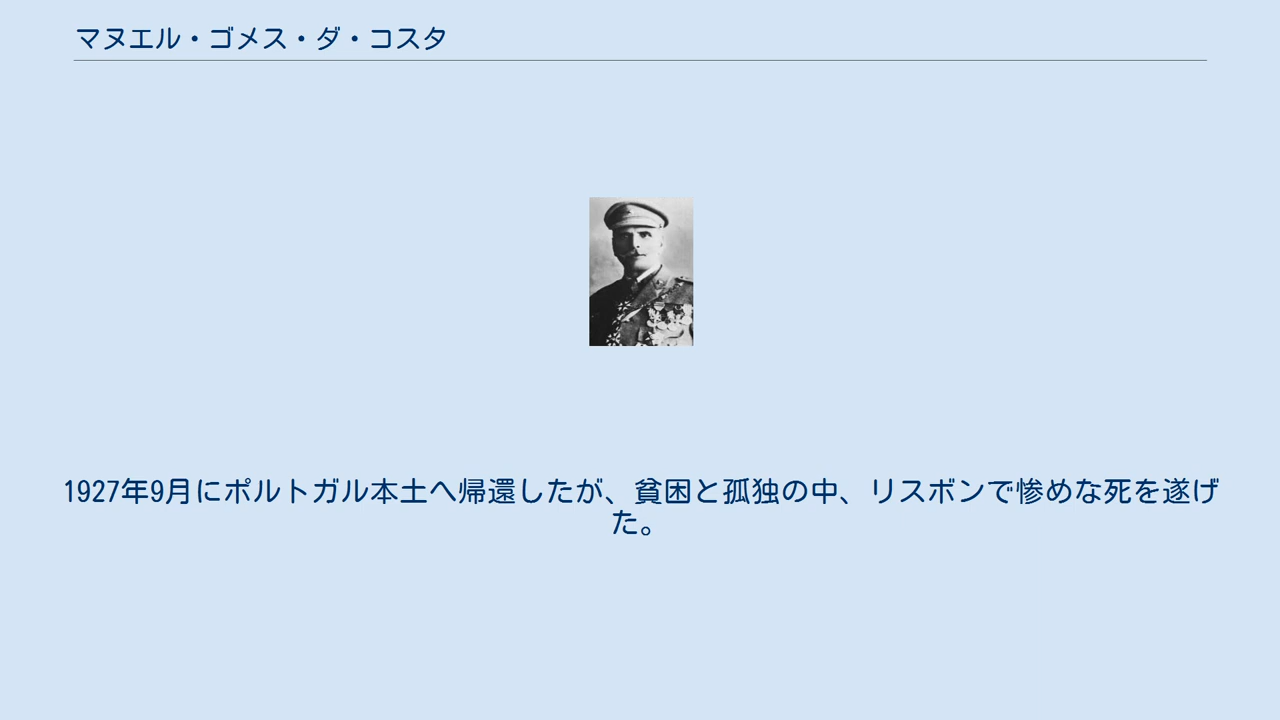 マヌエル・ゴメス・ダ・コスタ
1927年9月にポルトガル本土へ帰還したが、貧困と孤独の中、リスボンで惨めな死を遂げ
た。